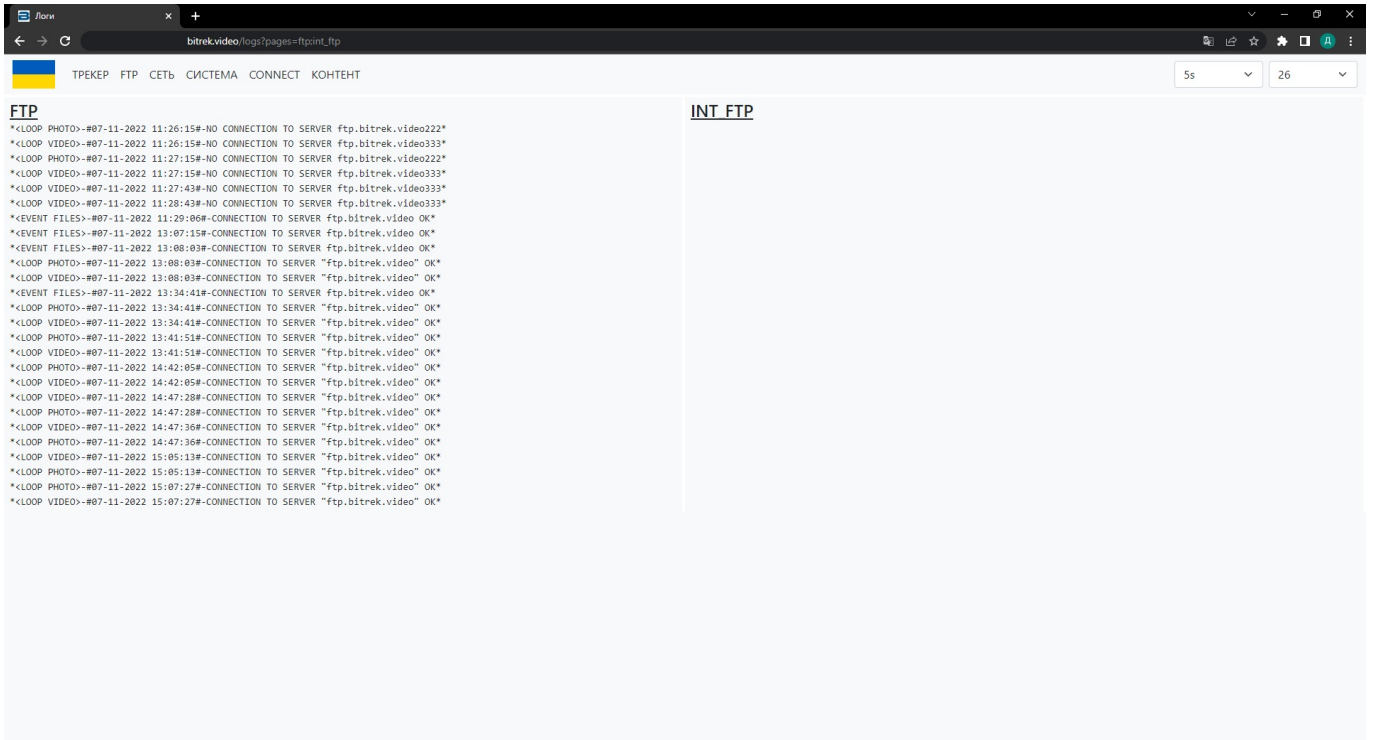 Логи
bitrek.video/logs?pages=ftp:int_ftp
Д
ТРЕКЕР FTP СЕТЬ СИСТЕМА CONNECT КОНТЕНТ
5s
26
FTP
*<LOOP PHOTO>-#07-11-2022 11:26:15#-NO CONNECTION TO SERVER ftp.bitrek.video222*
*<LOOP VIDEO>-#07-11-2022 11:26:15#-NO CONNECTION TO SERVER ftp.bitrek.video333*
*<LOOP PHOTO>-#07-11-2022 11:27:15#-NO CONNECTION TO SERVER ftp.bitrek.video222*
*<LOOP VIDEO>-#07-11-2022 11:27:15#-NO CONNECTION TO SERVER ftp.bitrek.video333*
*<LOOP VIDEO>-#07-11-2022 11:27:43#-NO CONNECTION TO SERVER ftp.bitrek.video333*
*<LOOP VIDEO>-#07-11-2022 11:28:43#-NO CONNECTION TO SERVER ftp.bitrek.video333*
*<EVENT FILES>-#07-11-2022 11:29:06#-CONNECTION TO SERVER ftp.bitrek.video OK*
*<EVENT FILES>-#07-11-2022 13:07:15#-CONNECTION TO SERVER ftp.bitrek.video OK*
*<EVENT FILES>-#07-11-2022 13:08:03#-CONNECTION TO SERVER ftp.bitrek.video OK*
*<LOOP PHOTO>-#07-11-2022 13:08:03#-CONNECTION TO SERVER "ftp.bitrek.video" OK*
*<LOOP VIDEO>-#07-11-2022 13:08:03#-CONNECTION TO SERVER "ftp.bitrek.video" OK*
*<EVENT FILES>-#07-11-2022 13:34:41#-CONNECTION TO SERVER ftp.bitrek.video OK*
*<LOOP PHOTO>-#07-11-2022 13:34:41#-CONNECTION TO SERVER "ftp.bitrek.video" OK*
*<LOOP VIDEO>-#07-11-2022 13:34:41#-CONNECTION TO SERVER "ftp.bitrek.video" OK*
*<LOOP PHOTO>-#07-11-2022 13:41:51#-CONNECTION TO SERVER "ftp.bitrek.video" OK*
*<LOOP VIDEO>-#07-11-2022 13:41:51#-CONNECTION TO SERVER "ftp.bitrek.video" OK*
*<LOOP PHOTO>-#07-11-2022 14:42:05#-CONNECTION TO SERVER "ftp.bitrek.video" OK*
*<LOOP VIDEO>-#07-11-2022 14:42:05#-CONNECTION TO SERVER "ftp.bitrek.video" OK*
*<LOOP VIDEO>-#07-11-2022 14:47:28#-CONNECTION TO SERVER "ftp.bitrek.video" OK*
*<LOOP PHOTO>-#07-11-2022 14:47:28#-CONNECTION TO SERVER "ftp.bitrek.video" OK*
*<LOOP VIDEO>-#07-11-2022 14:47:36#-CONNECTION TO SERVER "ftp.bitrek.video" OK*
*<LOOP PHOTO>-#07-11-2022 14:47:36#-CONNECTION TO SERVER "ftp.bitrek.video" OK*
*<LOOP VIDEO>-#07-11-2022 15:05:13#-CONNECTION TO SERVER "ftp.bitrek.video" OK*
*<LOOP PHOTO>-#07-11-2022 15:05:13#-CONNECTION TO SERVER "ftp.bitrek.video" OK*
*<LOOP PHOTO>-#07-11-2022 15:07:27#-CONNECTION TO SERVER "ftp.bitrek.video" OK*
*<LOOP VIDEO>-#07-11-2022 15:07:27#-CONNECTION TO SERVER "ftp.bitrek.video" OK*
INT_FTP